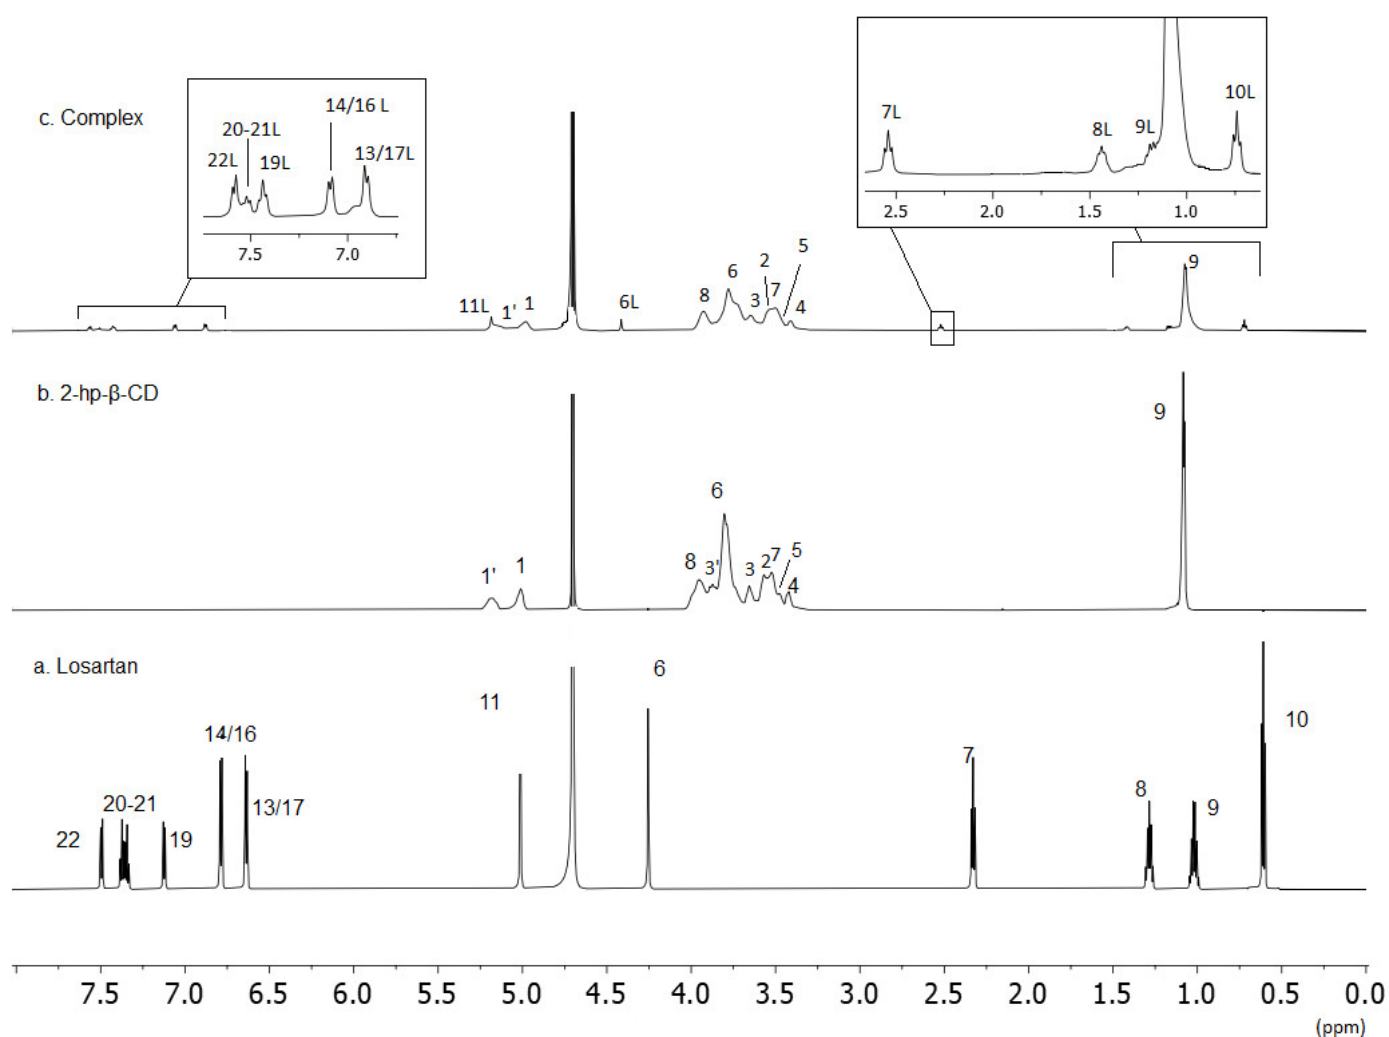 c. Complex
22L
20-21L
19L
14/16 L
13/17L
7.5
7.0
7L
8L
9L
10L
2.5
2.0
1.5
1.0
11L
1'
1
6L
8
6
3
2
7
5
4
9
b. 2-hp-β-CD
1'
1
8
3'
6
3
2
7
5
4
9
a. Losartan
22
20-21
19
14/16
13/17
11
6
7
8
9
10
7.5 7.0 6.5 6.0 5.5 5.0 4.5 4.0 3.5 3.0 2.5 2.0 1.5 1.0 0.5 0.0
(ppm)